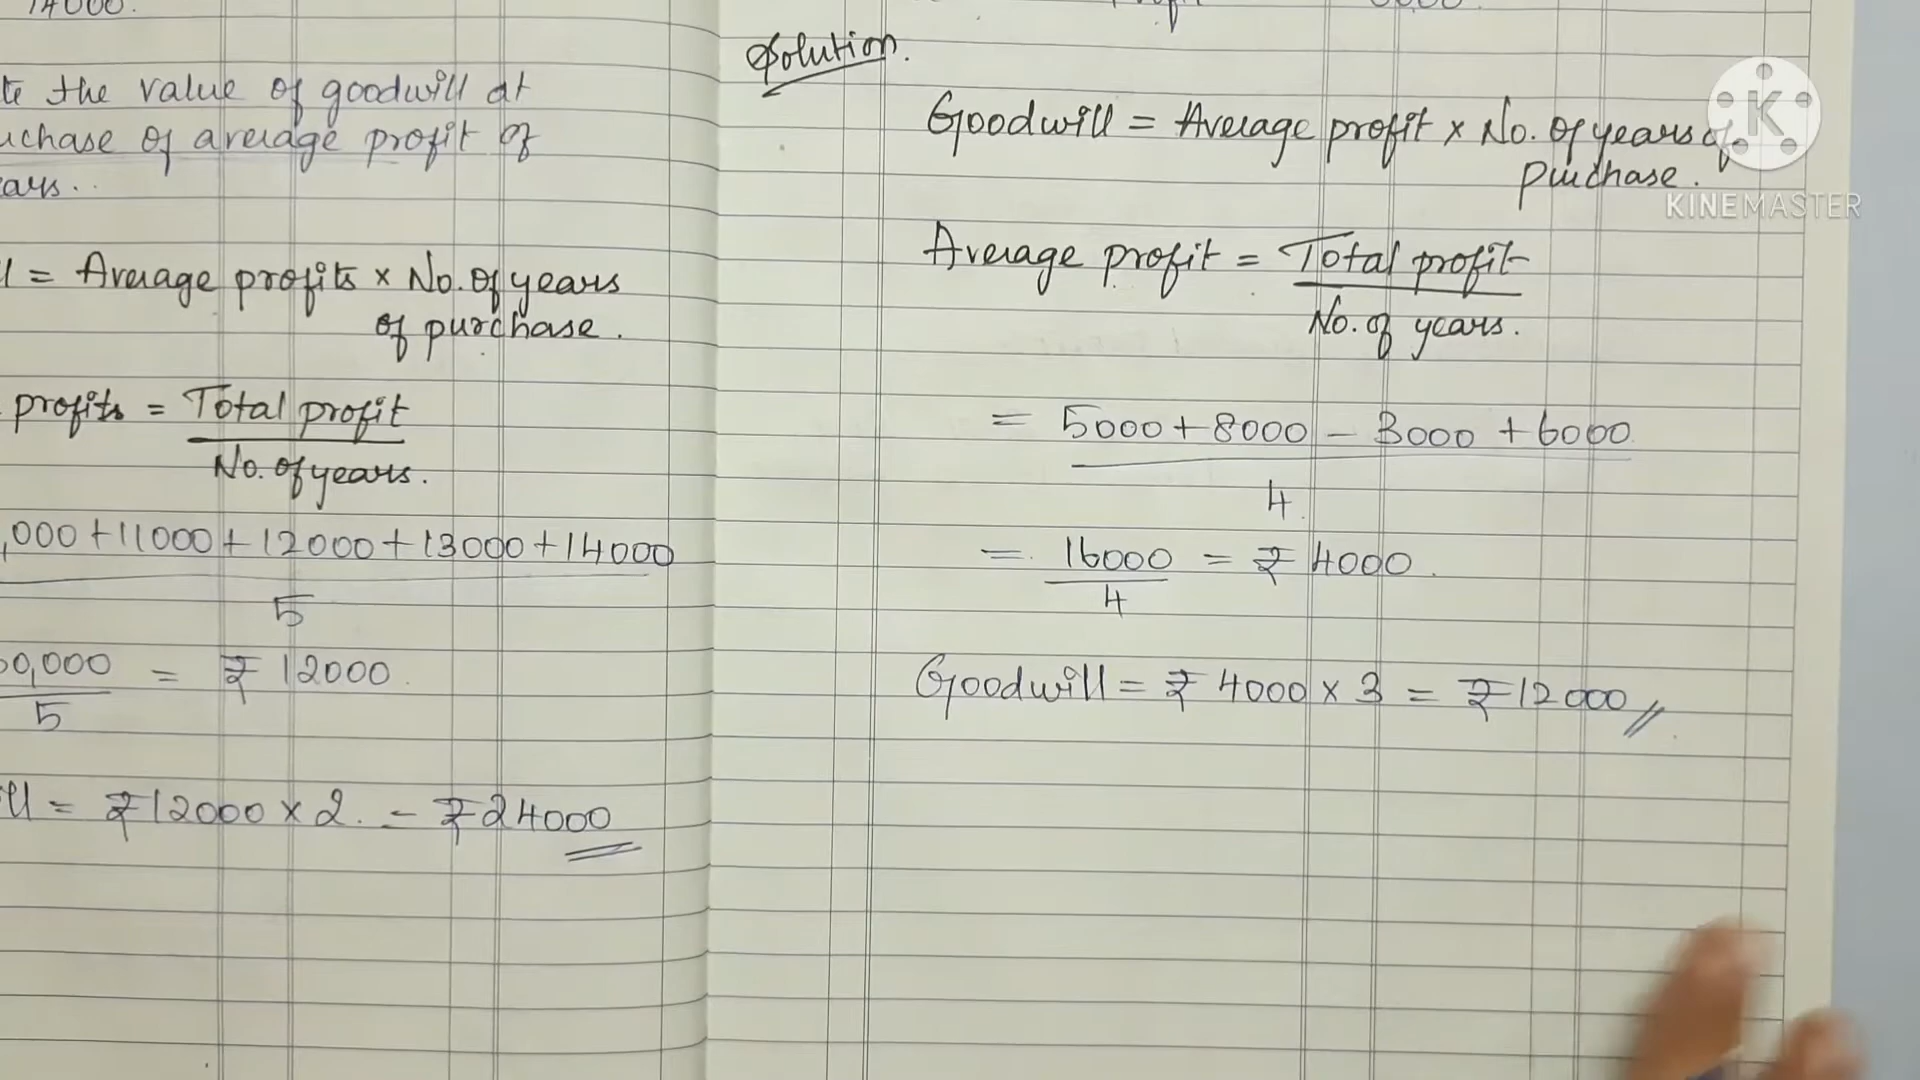 14000.
te the value of goodwill at
uchase of average profit of
ears..
l = Average profits × No. of years
of purchase.
profits = Total profit
No. of years.
,000 + 11000 + 12000 + 13000 + 14000
5
0,000 = ₹ 12000.
5
ll = ₹ 12000 × 2. = ₹ 24000
Solution.
Goodwill = Average profit × No. of years of
purchase.
Average profit = Total profit
No. of years.
= 5000 + 8000 - 3000 + 6000
4.
= 16000 = ₹ 4000.
4
Goodwill = ₹ 4000 × 3 = ₹ 12000 //
K
KINEMASTER